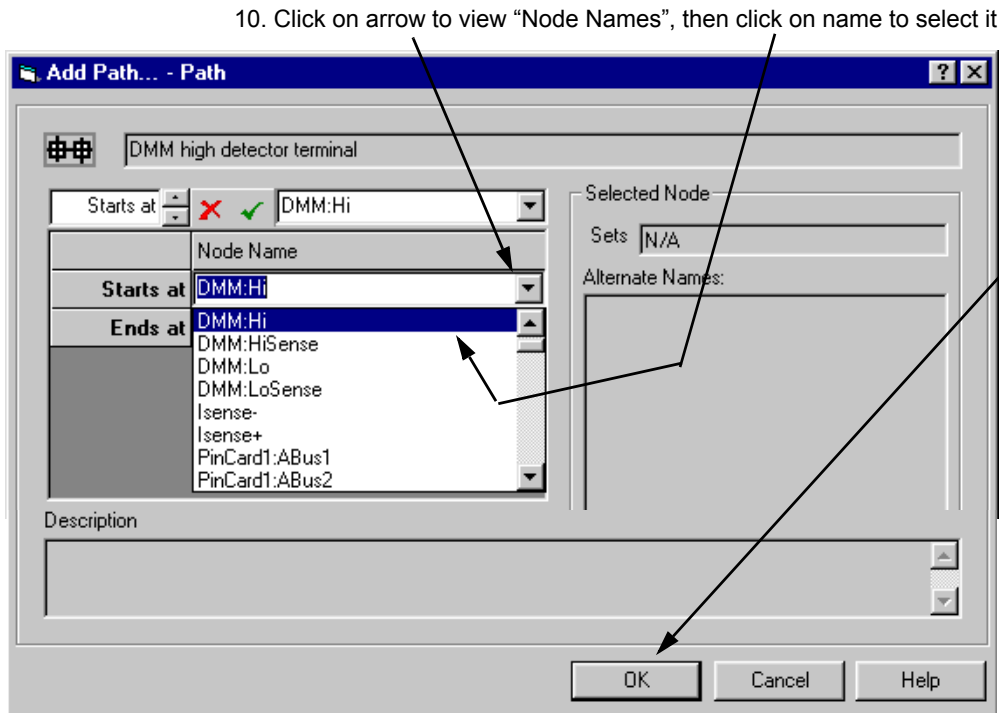 10. Click on arrow to view “Node Names”, then click on name to select it
Add Path... - Path
DMM high detector terminal
Starts at
DMM:Hi
Selected Node
Sets N/A
Node Name
Alternate Names:
Starts at DMM:Hi
Ends at
DMM:Hi
DMM:HiSense
DMM:Lo
DMM:LoSense
Isense-
Isense+
PinCard1:ABus1
PinCard1:ABus2
Description
OK
Cancel
Help